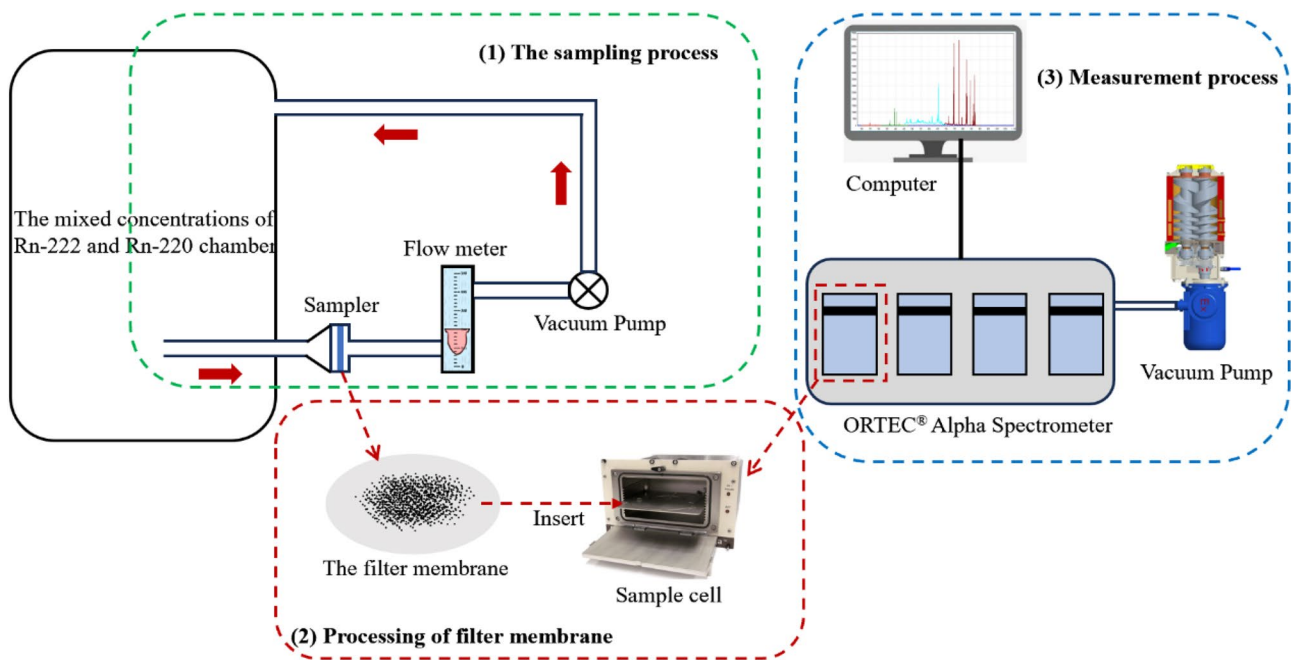 (1) The sampling process
The mixed concentrations of
Rn-222 and Rn-220 chamber
Flow meter
Sampler
Vacuum Pump
(3) Measurement process
Computer
Vacuum Pump
ORTEC® Alpha Spectrometer
Insert
The filter membrane
Sample cell
(2) Processing of filter membrane